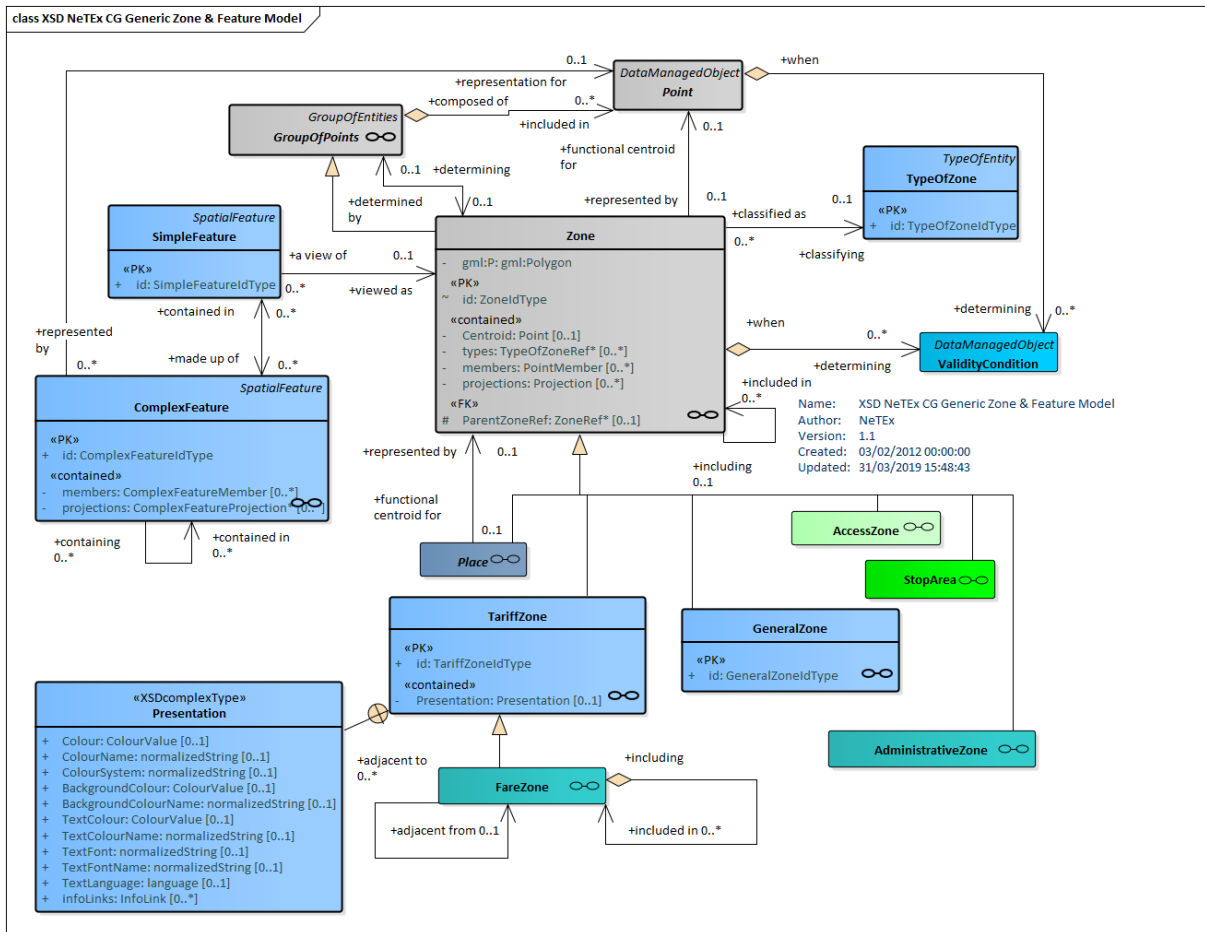 class XSD NeTEx CG Generic Zone & Feature Model
0..1
+representation for
+composed of
0..*
+included in
DataManagedObject
Point
+when
GroupOfEntities
GroupOfPoints
0..1
+determining
+determined
by
0..1
0..1
+functional centroid
for
+represented by
0..1
TypeOfEntity
TypeOfZone
«PK»
+ id: TypeOfZoneIdType
+classified as
0..1
0..*
+classifying
SpatialFeature
SimpleFeature
«PK»
+ id: SimpleFeatureIdType
+a view of
0..1
0..*
+viewed as
Zone
- gml:P: gml:Polygon
«PK»
~ id: ZoneIdType
«contained»
- Centroid: Point [0..1]
- types: TypeOfZoneRef* [0..*]
- members: PointMember [0..*]
- projections: Projection [0..*]
«FK»
# ParentZoneRef: ZoneRef* [0..1]
+contained in
0..*
+represented
by
0..*
+made up of
0..*
+when
0..*
+determining
+determining
0..*
DataManagedObject
ValidityCondition
+included in
0..*
+including
0..1
Name: XSD NeTEx CG Generic Zone & Feature Model
Author: NeTEx
Version: 1.1
Created: 03/02/2012 00:00:00
Updated: 31/03/2019 15:48:43
SpatialFeature
ComplexFeature
«PK»
+ id: ComplexFeatureIdType
«contained»
- members: ComplexFeatureMember [0..*]
- projections: ComplexFeatureProjection* [0..*]
+containing
0..*
+contained in
0..*
+represented by
0..1
+functional
centroid for
0..1
Place
AccessZone
StopArea
TariffZone
«PK»
+ id: TariffZoneIdType
«contained»
- Presentation: Presentation [0..1]
GeneralZone
«PK»
+ id: GeneralZoneIdType
AdministrativeZone
«XSDcomplexType»
Presentation
+ Colour: ColourValue [0..1]
+ ColourName: normalizedString [0..1]
+ ColourSystem: normalizedString [0..1]
+ BackgroundColour: ColourValue [0..1]
+ BackgroundColourName: normalizedString [0..1]
+ TextColour: ColourValue [0..1]
+ TextColourName: normalizedString [0..1]
+ TextFont: normalizedString [0..1]
+ TextFontName: normalizedString [0..1]
+ TextLanguage: language [0..1]
+ infoLinks: InfoLink [0..*]
+adjacent to
0..*
FareZone
+including
+adjacent from 0..1
+included in 0..*